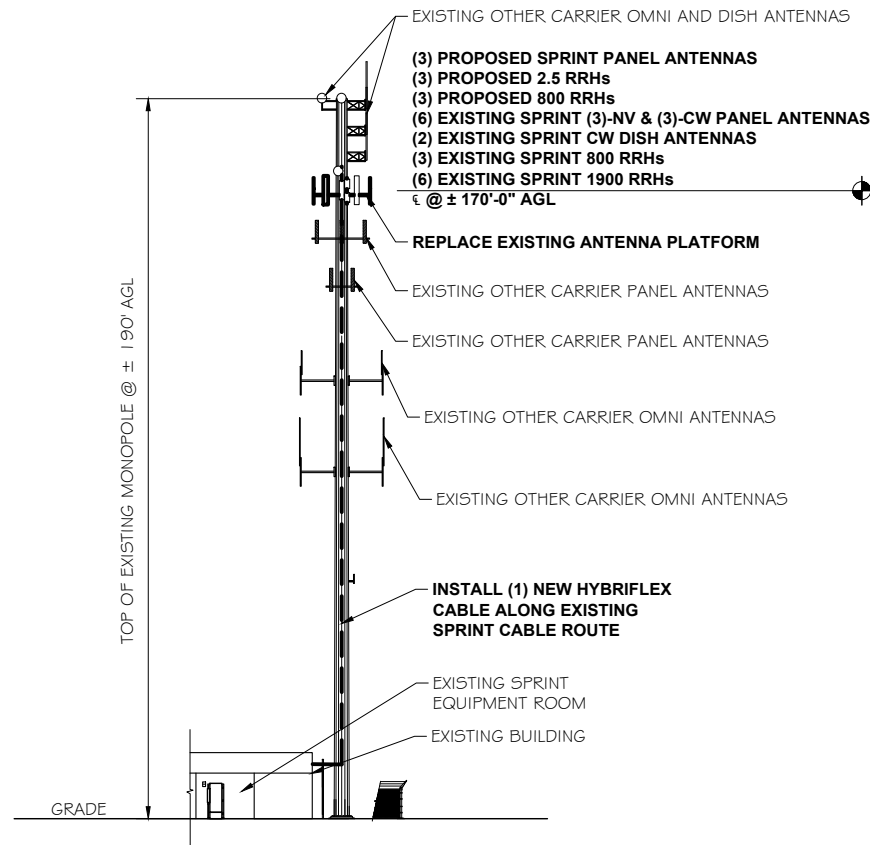 EXISTING OTHER CARRIER OMNI AND DISH ANTENNAS
(3) PROPOSED SPRINT PANEL ANTENNAS
(3) PROPOSED 2.5 RRHs
(3) PROPOSED 800 RRHs
(6) EXISTING SPRINT (3)-NV & (3)-CW PANEL ANTENNAS
(2) EXISTING SPRINT CW DISH ANTENNAS
(3) EXISTING SPRINT 800 RRHs
(6) EXISTING SPRINT 1900 RRHs
℄ @ ± 170'-0" AGL
REPLACE EXISTING ANTENNA PLATFORM
EXISTING OTHER CARRIER PANEL ANTENNAS
EXISTING OTHER CARRIER PANEL ANTENNAS
TOP OF EXISTING MONOPOLE @ ± 190' AGL
EXISTING OTHER CARRIER OMNI ANTENNAS
EXISTING OTHER CARRIER OMNI ANTENNAS
INSTALL (1) NEW HYBRIFLEX
CABLE ALONG EXISTING
SPRINT CABLE ROUTE
EXISTING SPRINT
EQUIPMENT ROOM
EXISTING BUILDING
GRADE